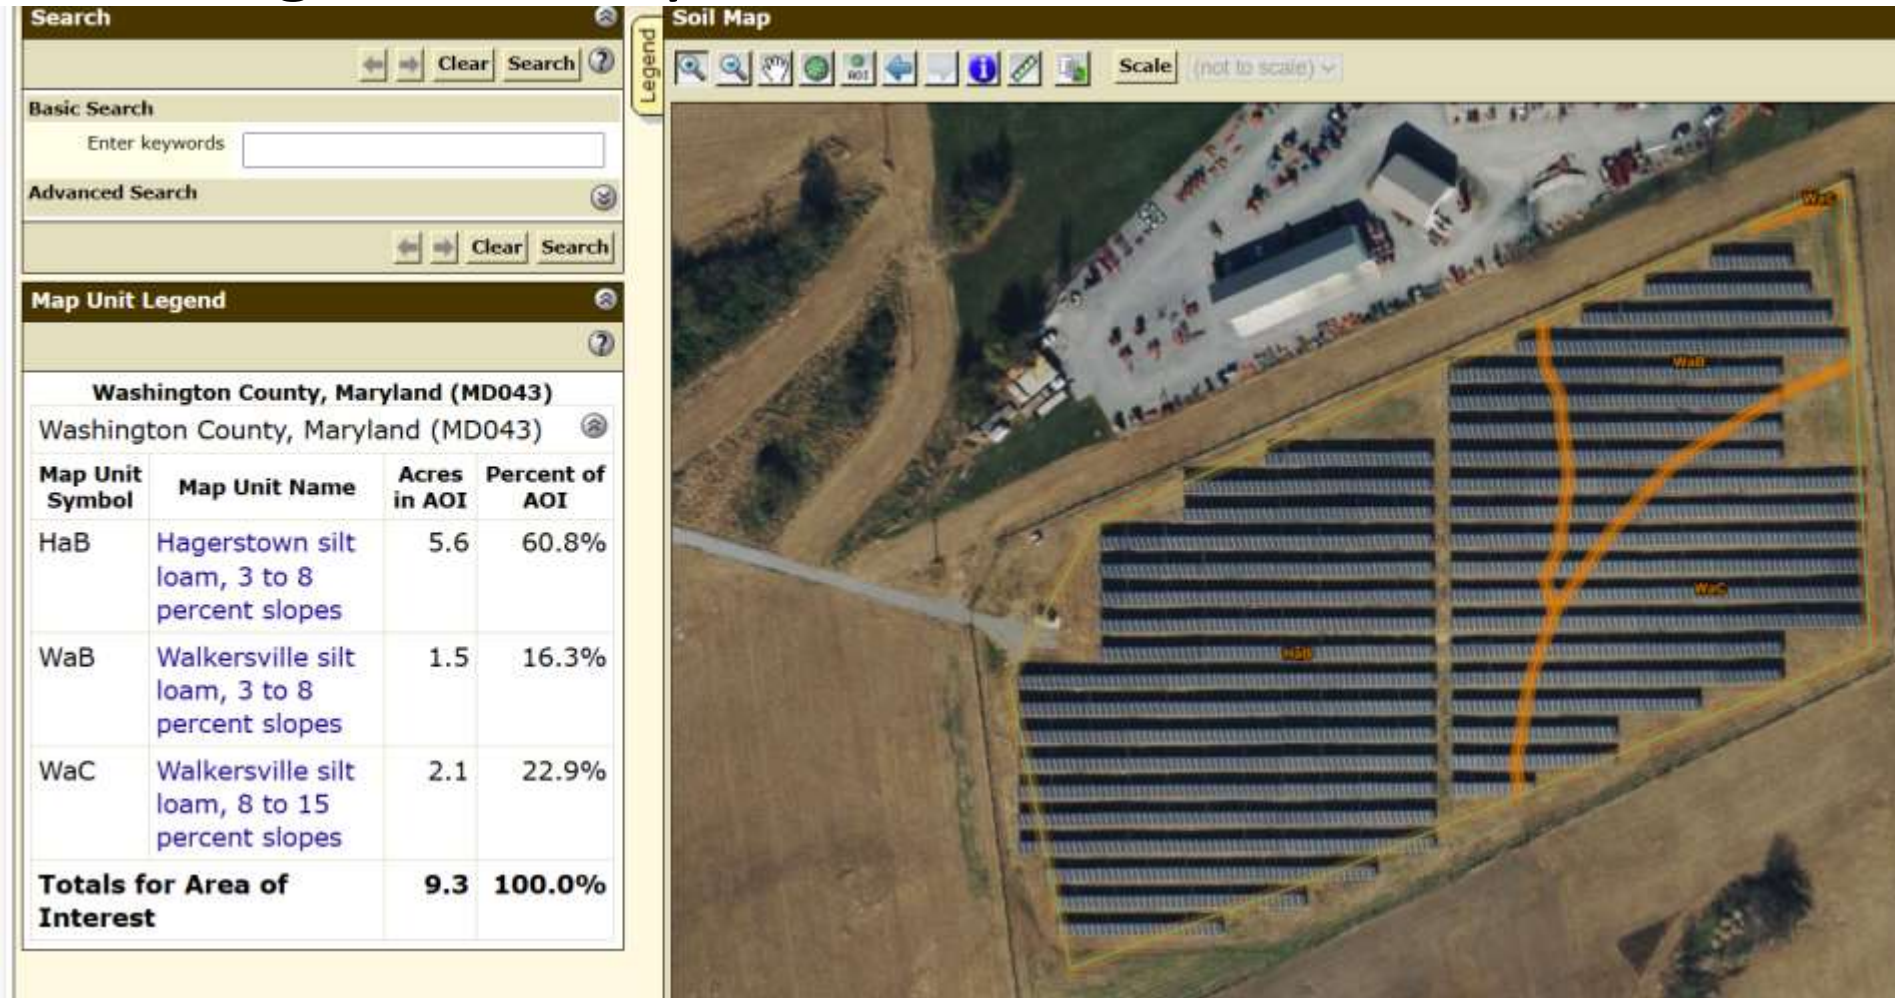 Search
Clear Search ?
Basic Search
Enter keywords
Advanced Search
Clear Search
Map Unit Legend
?
Washington County, Maryland (MD043)
Washington County, Maryland (MD043)
Map Unit Symbol Map Unit Name Acres in AOI Percent of AOI
HaB Hagerstown silt loam, 3 to 8 percent slopes 5.6 60.8%
WaB Walkersville silt loam, 3 to 8 percent slopes 1.5 16.3%
WaC Walkersville silt loam, 8 to 15 percent slopes 2.1 22.9%
Totals for Area of Interest 9.3 100.0%
Legend
Soil Map
AOI i Scale (not to scale)
WaC
WaB
WaC
HaB